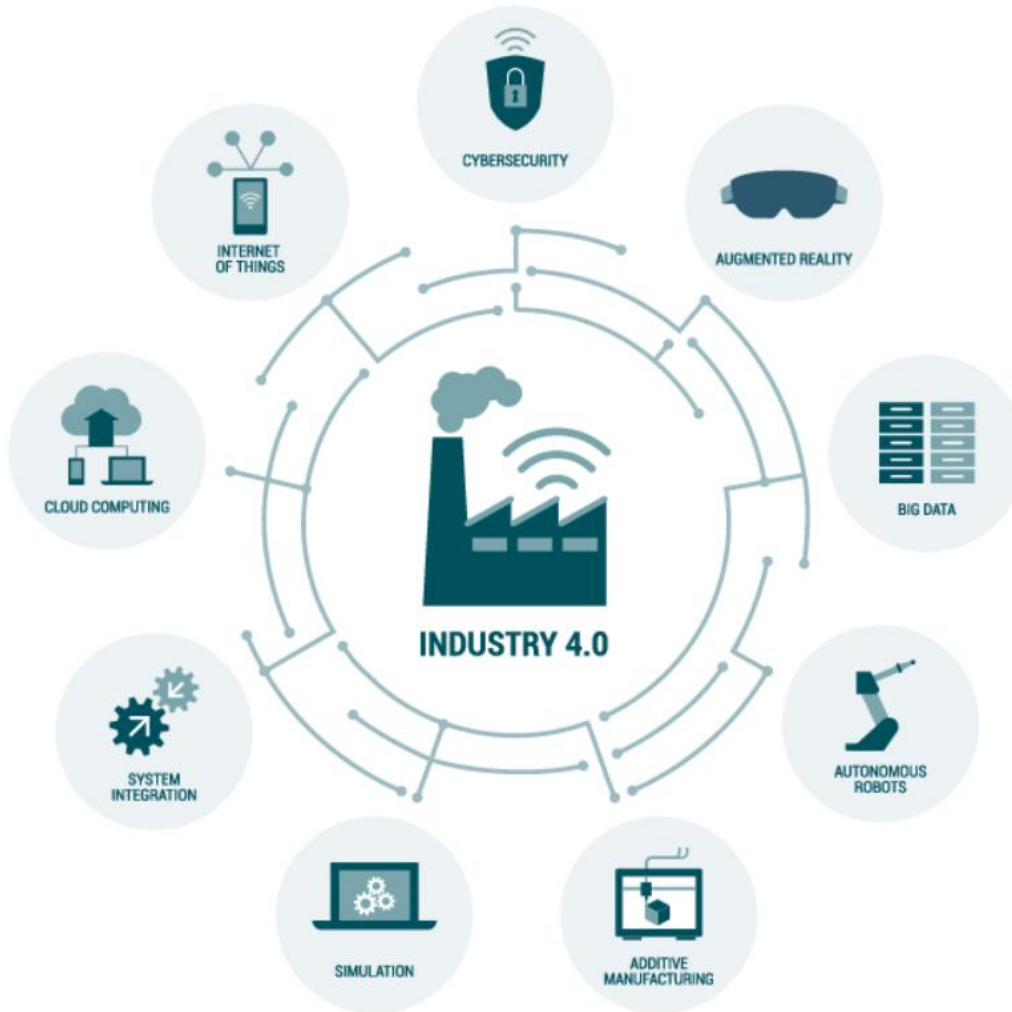 CYBERSECURITY
AUGMENTED REALITY
BIG DATA
AUTONOMOUS
ROBOTS
ADDITIVE
MANUFACTURING
SIMULATION
SYSTEM
INTEGRATION
CLOUD COMPUTING
INTERNET
OF THINGS
INDUSTRY 4.0